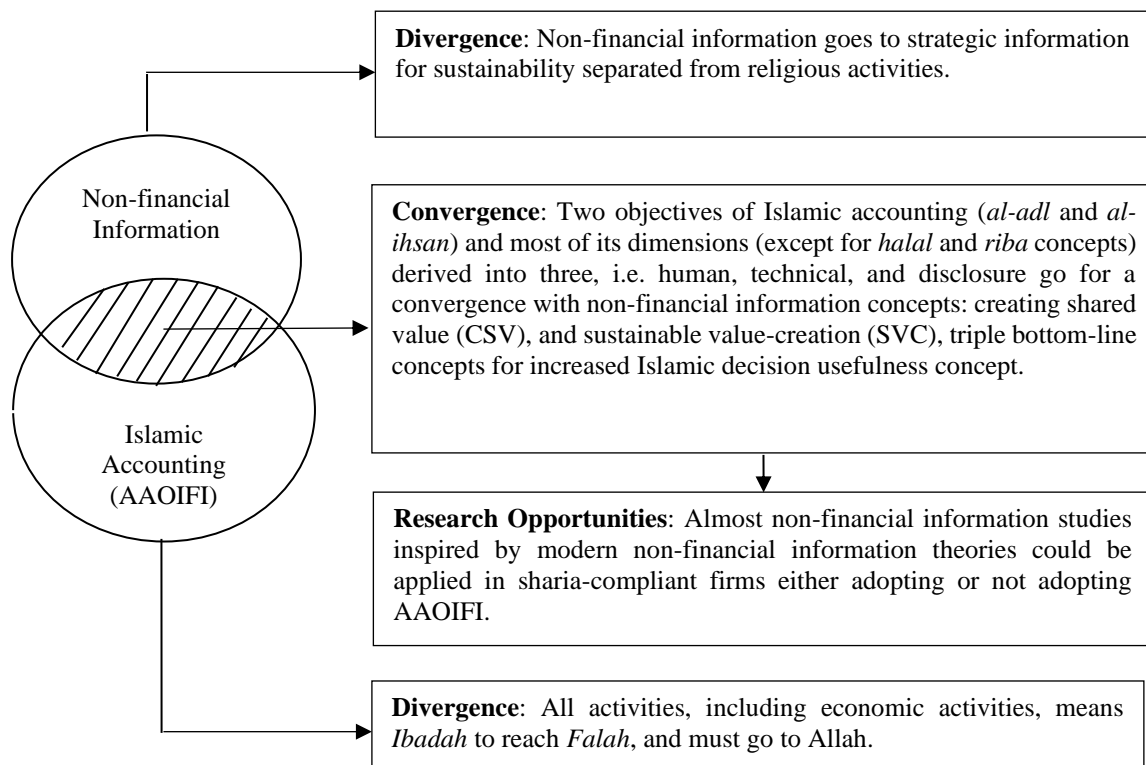 Divergence: Non-financial information goes to strategic information
for sustainability separated from religious activities.
Non-financial
Information
Convergence: Two objectives of Islamic accounting (al-adl and al-
ihsan) and most of its dimensions (except for halal and riba concepts)
derived into three, i.e. human, technical, and disclosure go for a
convergence with non-financial information concepts: creating shared
value (CSV), and sustainable value-creation (SVC), triple bottom-line
concepts for increased Islamic decision usefulness concept.
Islamic
Accounting
(AAOIFI)
Research Opportunities: Almost non-financial information studies
inspired by modern non-financial information theories could be
applied in sharia-compliant firms either adopting or not adopting
AAOIFI.
Divergence: All activities, including economic activities, means
Ibadah to reach Falah, and must go to Allah.